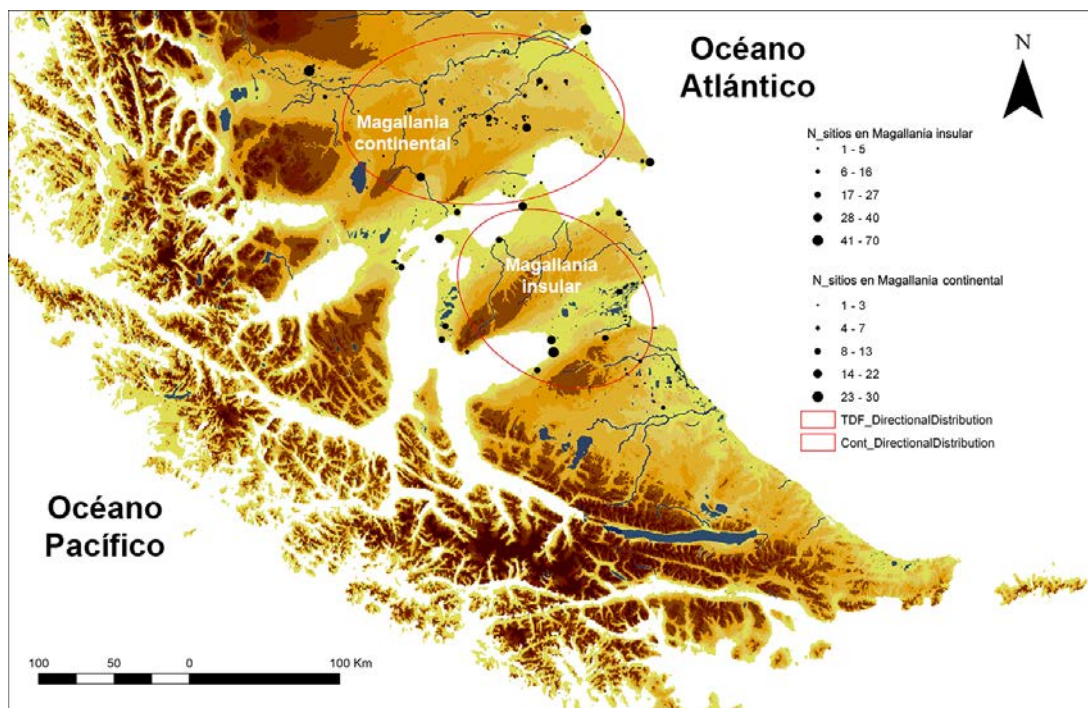 Océano
Atlántico
N
Magallanía
continental
Magallanía
insular
N_sitios en Magallania insular
1 - 5
6 - 16
17 - 27
28 - 40
41 - 70
N_sitios en Magallania continental
1 - 3
4 - 7
8 - 13
14 - 22
23 - 30
TDF_DirectionalDistribution
Cont_DirectionalDistribution
Océano
Pacífico
100 50 0 100 Km